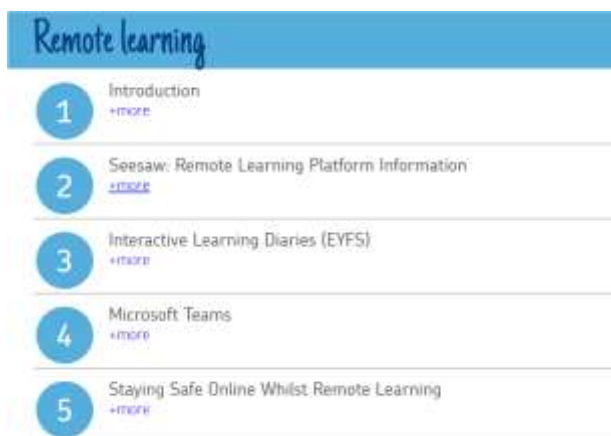 Remote learning
1
Introduction
+more
2
Seesaw: Remote Learning Platform Information
+more
3
Interactive Learning Diaries (EYFS)
+more
4
Microsoft Teams
+more
5
Staying Safe Online Whilst Remote Learning
+more